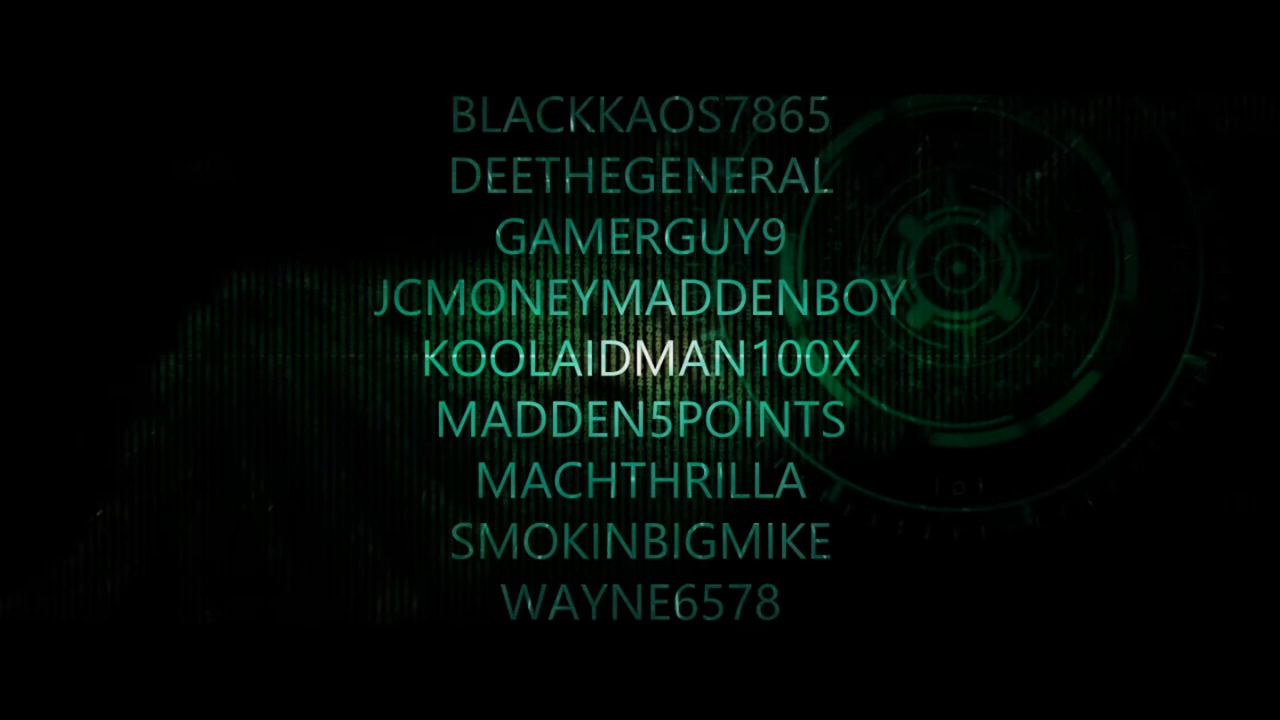 BLACKKAOS7865
DEETHEGENERAL
GAMERGUY9
JCMONEYMADDENBOY
KOOLAIDMAN100X
MADDEN5POINTS
MACHTHRILLA
SMOKINBIGMIKE
WAYNE6578